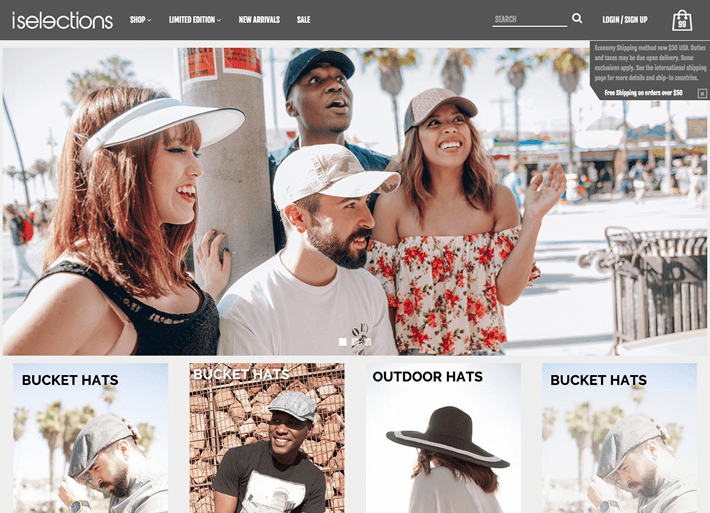 iselections
SHOP
LIMITED EDITION
NEW ARRIVALS
SALE
SEARCH
LOGIN / SIGN UP
99
Economy Shipping method now $30 USD. Duties
and taxes may be due upon delivery. Some
exclusions apply. See the international shipping
page for more details and ship-to countries.
Free Shipping on orders over $50
BUCKET HATS
BUCKET HATS
OUTDOOR HATS
BUCKET HATS